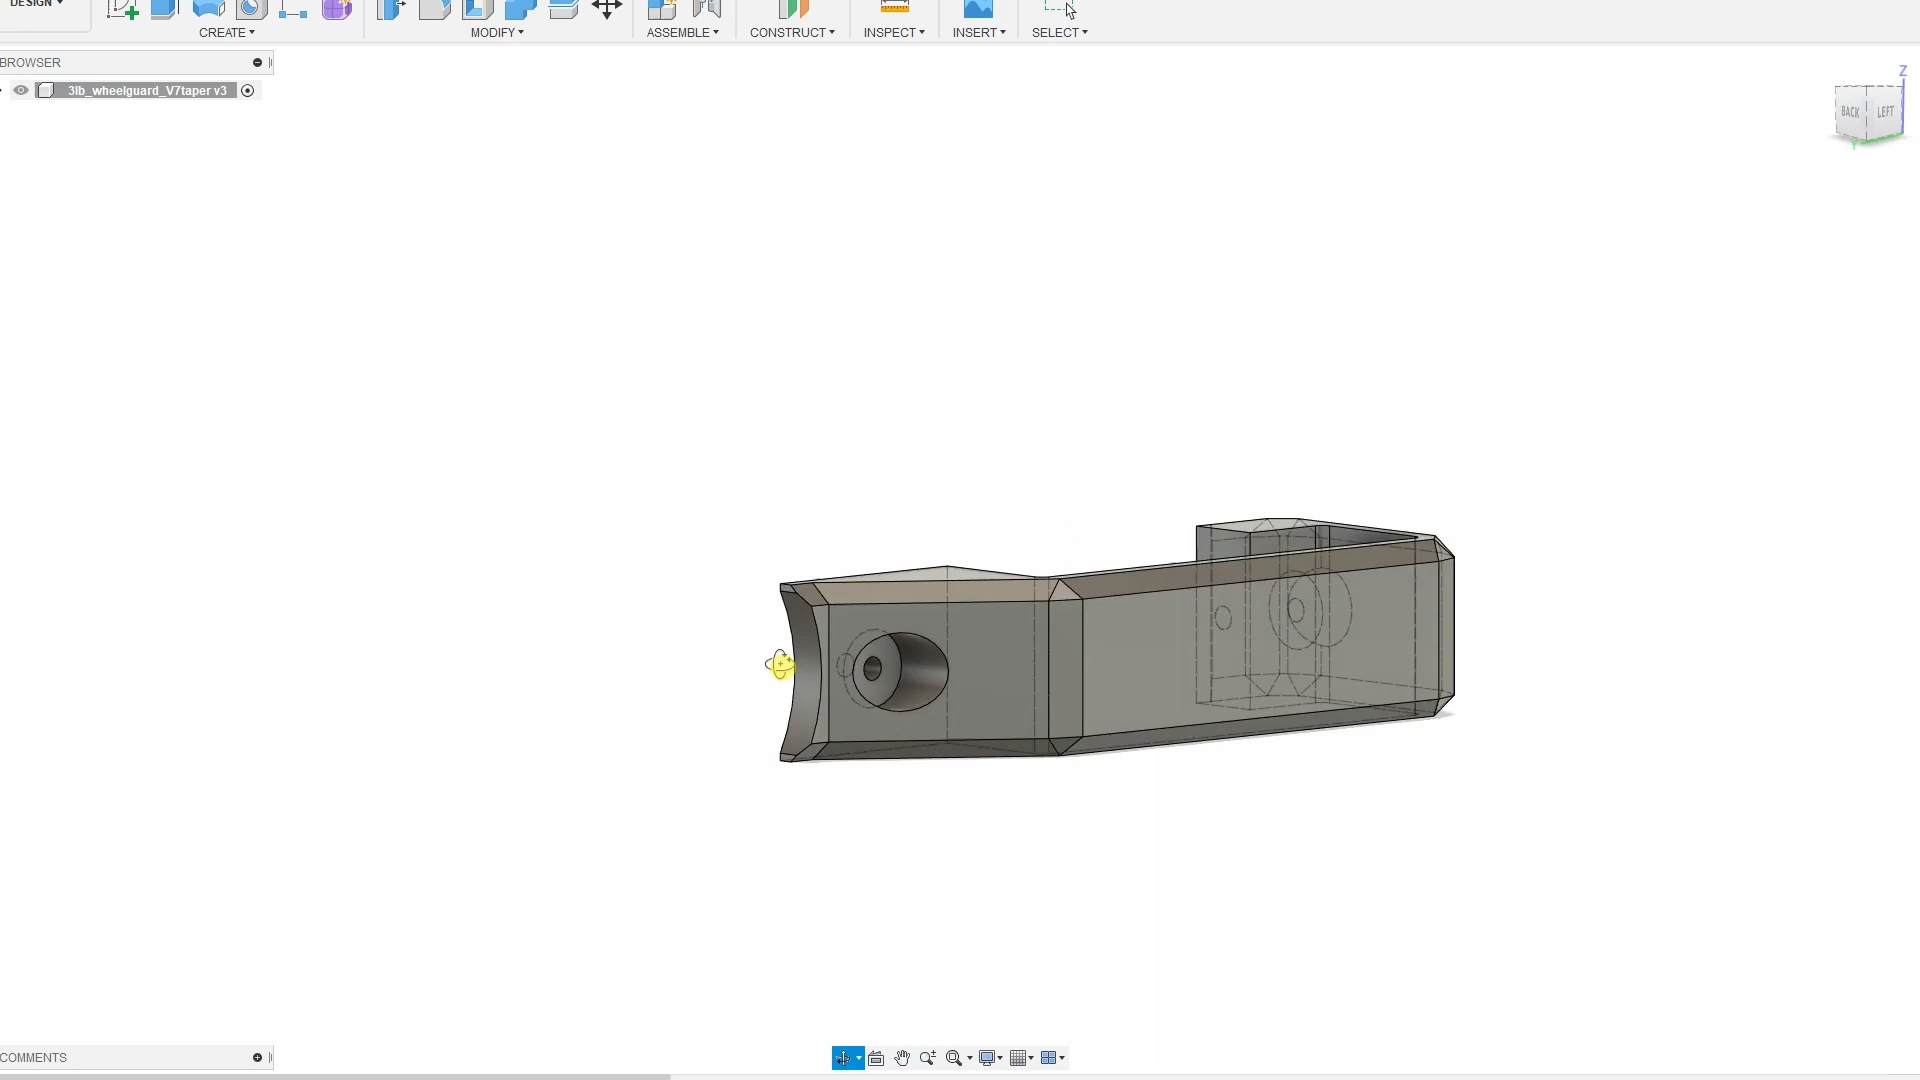 DESIGN
CREATE
MODIFY
ASSEMBLE
CONSTRUCT
INSPECT
INSERT
SELECT
BROWSER
3lb_wheelguard_V7taper v3
Z
BACK
LEFT
Y
COMMENTS